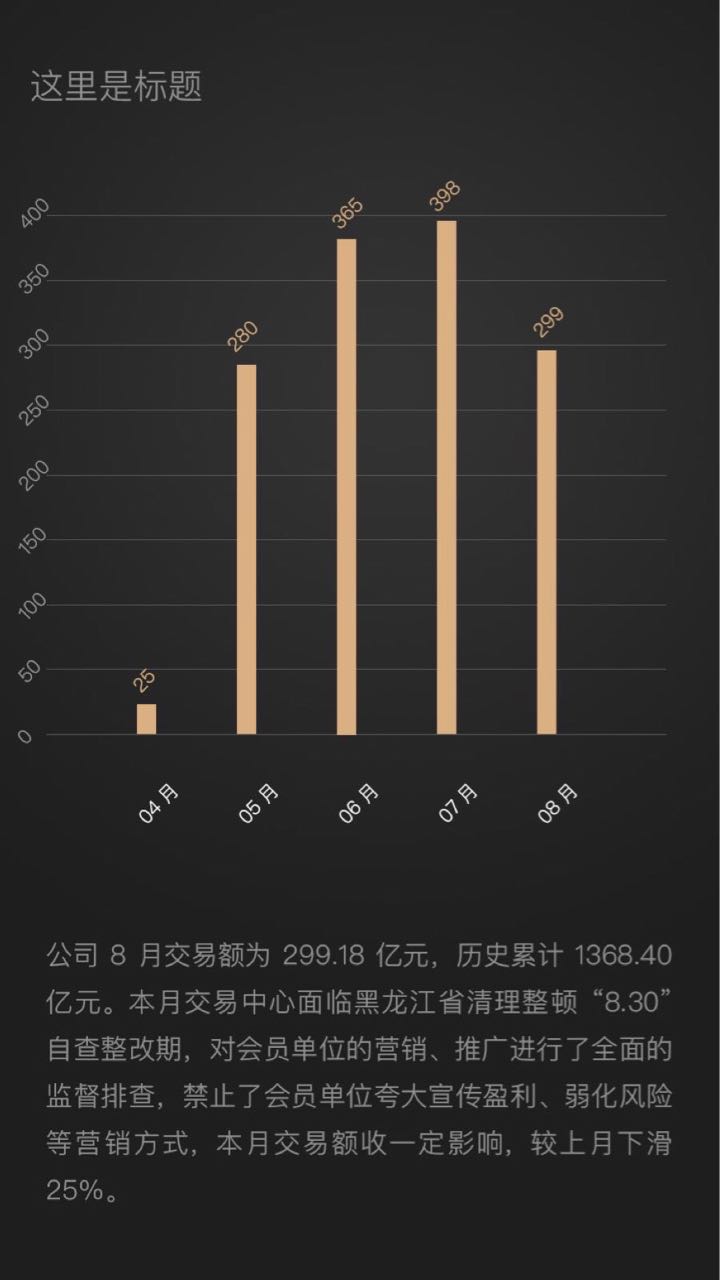 这里是标题
400
350
300
250
200
150
100
50
0
25
280
365
398
299
04月
05月
06月
07月
08月
公司 8 月交易额为 299.18 亿元，历史累计 1368.40
亿元。本月交易中心面临黑龙江省清理整顿“8.30”
自查整改期，对会员单位的营销、推广进行了全面的
监督排查，禁止了会员单位夸大宣传盈利、弱化风险
等营销方式，本月交易额收一定影响，较上月下滑
25%。